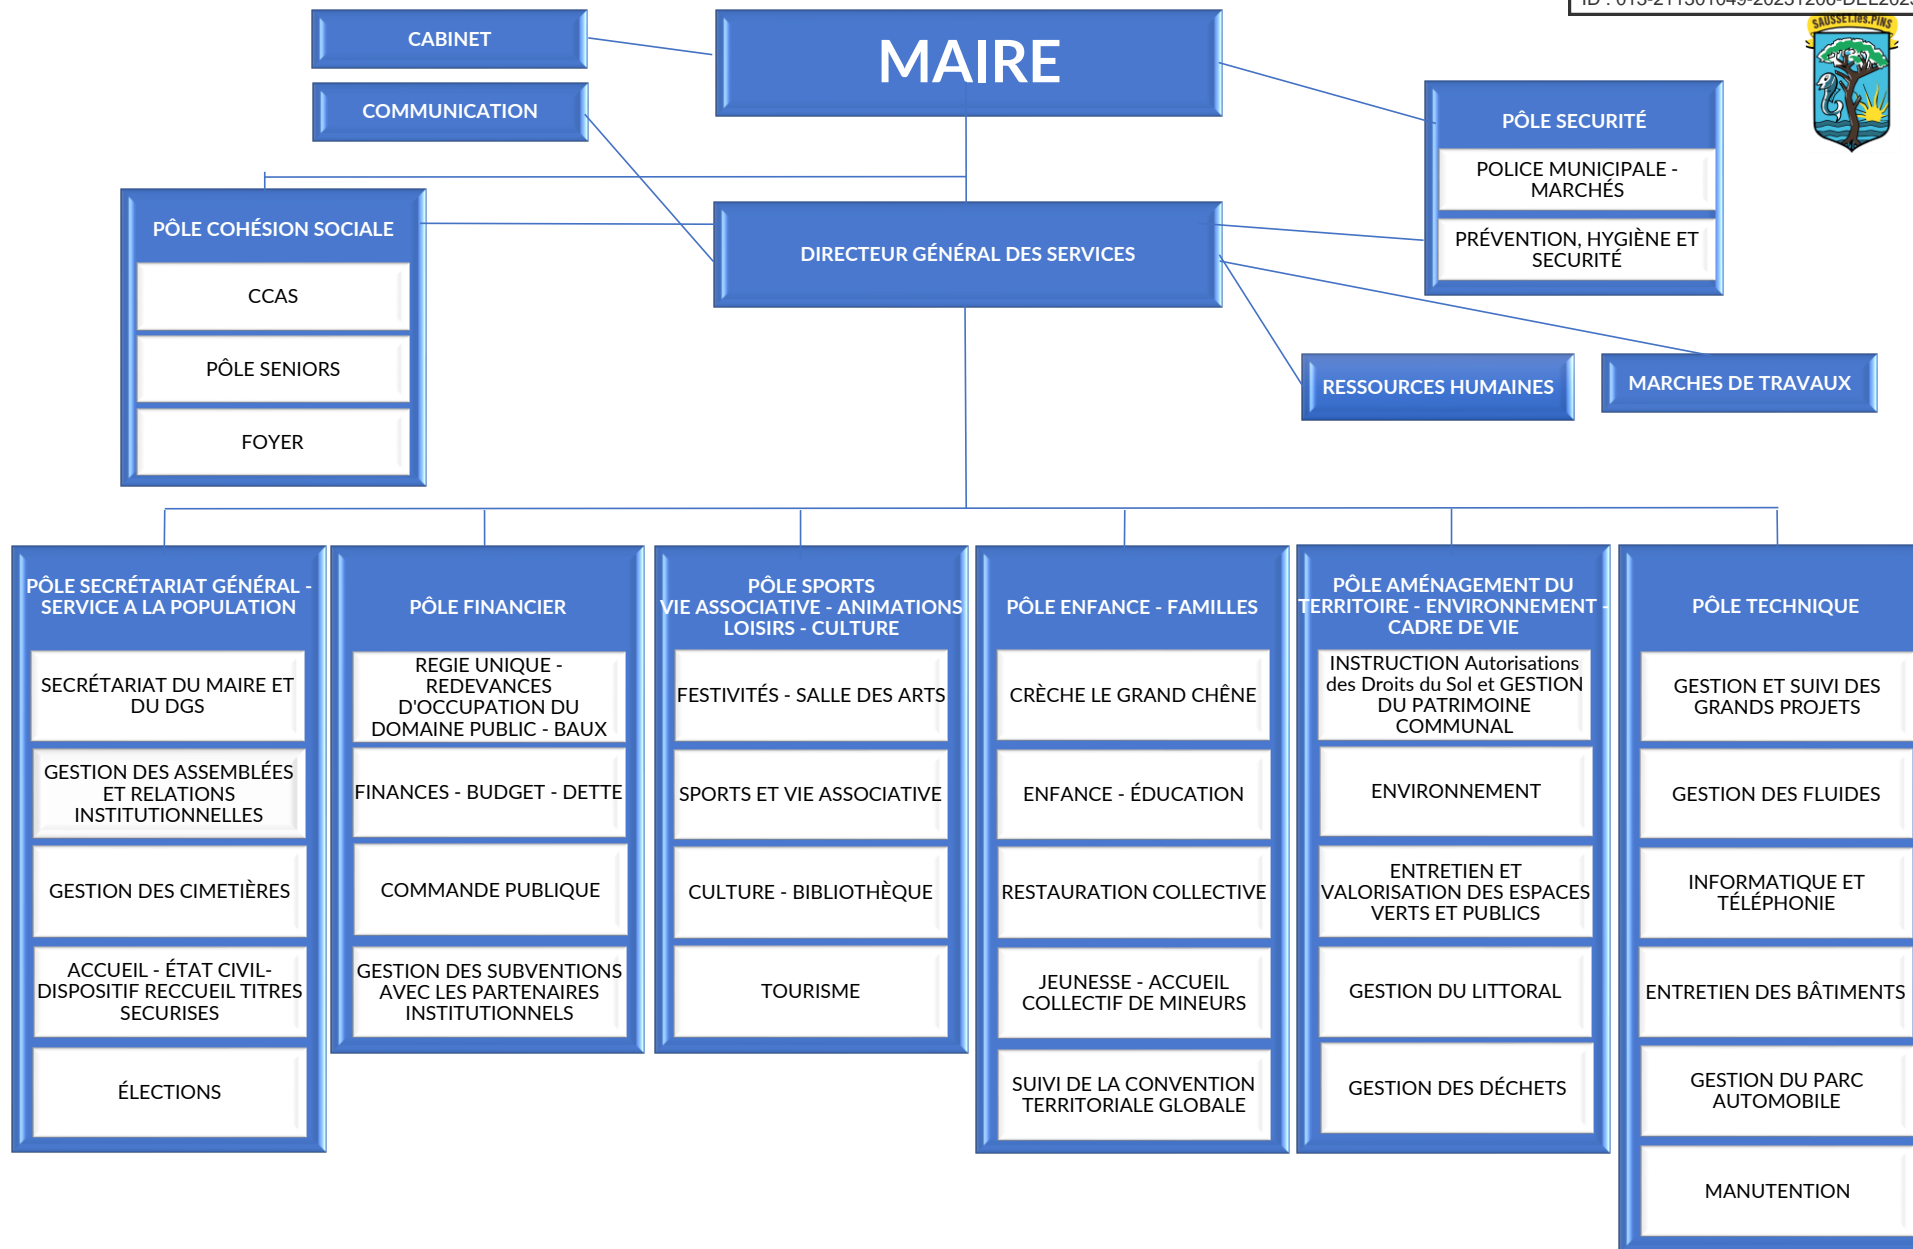 CABINET
COMMUNICATION
MAIRE
SAUSSET.les.PINS
PÔLE SECURITÉ
POLICE MUNICIPALE -
MARCHÉS
PRÉVENTION, HYGIÈNE ET
SECURITÉ
PÔLE COHÉSION SOCIALE
CCAS
PÔLE SENIORS
FOYER
DIRECTEUR GÉNÉRAL DES SERVICES
RESSOURCES HUMAINES
MARCHES DE TRAVAUX
PÔLE SECRÉTARIAT GÉNÉRAL -
SERVICE A LA POPULATION
SECRÉTARIAT DU MAIRE ET
DU DGS
GESTION DES ASSEMBLÉES
ET RELATIONS
INSTITUTIONNELLES
GESTION DES CIMETIÈRES
ACCUEIL - ÉTAT CIVIL-
DISPOSITIF RECCUEIL TITRES
SECURISES
ÉLECTIONS
PÔLE FINANCIER
REGIE UNIQUE -
REDEVANCES
D'OCCUPATION DU
DOMAINE PUBLIC - BAUX
FINANCES - BUDGET - DETTE
COMMANDE PUBLIQUE
GESTION DES SUBVENTIONS
AVEC LES PARTENAIRES
INSTITUTIONNELS
PÔLE SPORTS
VIE ASSOCIATIVE - ANIMATIONS
LOISIRS - CULTURE
FESTIVITÉS - SALLE DES ARTS
SPORTS ET VIE ASSOCIATIVE
CULTURE - BIBLIOTHÈQUE
TOURISME
PÔLE ENFANCE - FAMILLES
CRÈCHE LE GRAND CHÊNE
ENFANCE - ÉDUCATION
RESTAURATION COLLECTIVE
JEUNESSE - ACCUEIL
COLLECTIF DE MINEURS
SUIVI DE LA CONVENTION
TERRITORIALE GLOBALE
PÔLE AMÉNAGEMENT DU
TERRITOIRE - ENVIRONNEMENT -
CADRE DE VIE
INSTRUCTION Autorisations
des Droits du Sol et GESTION
DU PATRIMOINE
COMMUNAL
ENVIRONNEMENT
ENTRETIEN ET
VALORISATION DES ESPACES
VERTS ET PUBLICS
GESTION DU LITTORAL
GESTION DES DÉCHETS
PÔLE TECHNIQUE
GESTION ET SUIVI DES
GRANDS PROJETS
GESTION DES FLUIDES
INFORMATIQUE ET
TÉLÉPHONIE
ENTRETIEN DES BÂTIMENTS
GESTION DU PARC
AUTOMOBILE
MANUTENTION